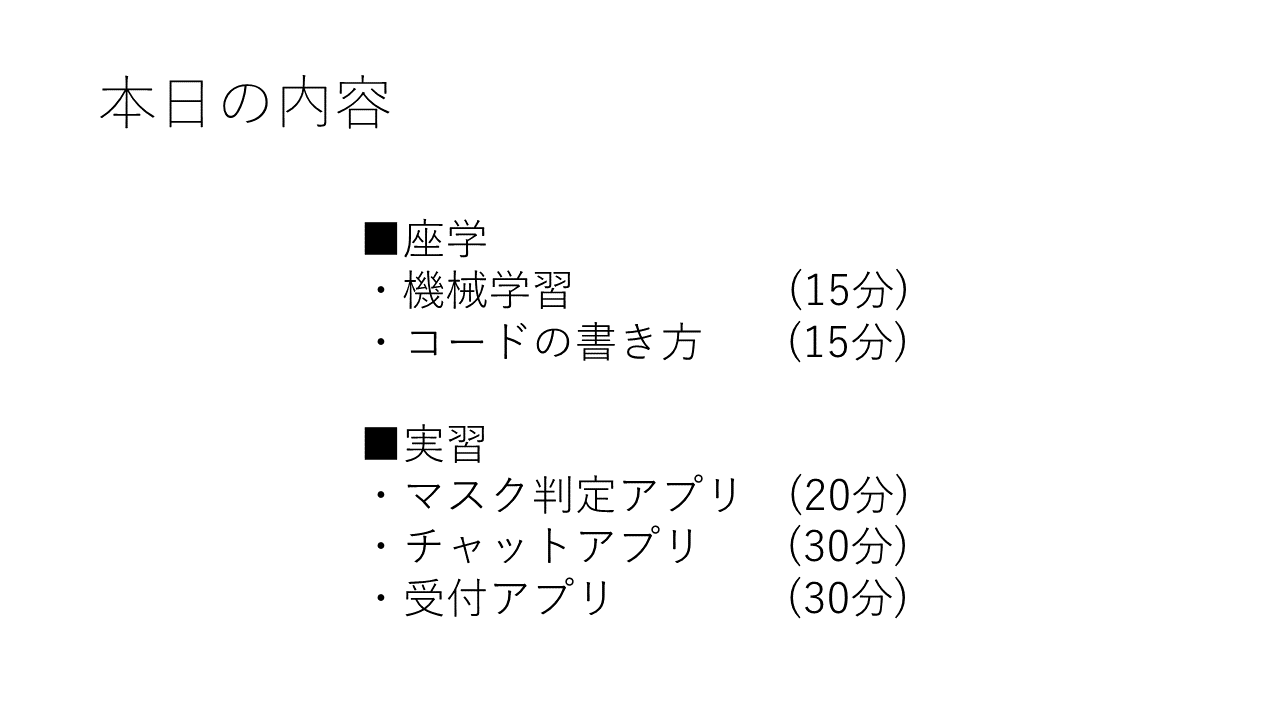 本日の内容
■座学
・機械学習 (15分)
・コードの書き方 (15分)
■実習
・マスク判定アプリ (20分)
・チャットアプリ (30分)
・受付アプリ (30分)